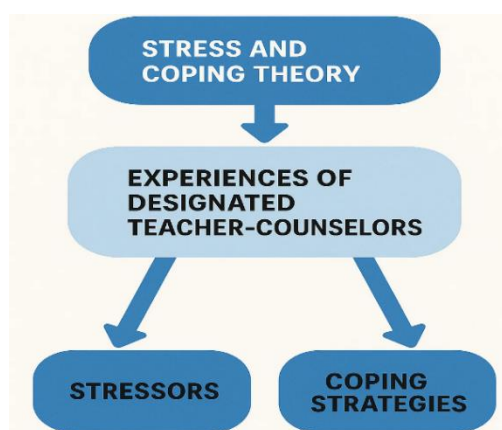 STRESS AND
COPING THEORY
EXPERIENCES OF
DESIGNATED
TEACHER-COUNSELORS
STRESSORS
COPING
STRATEGIES